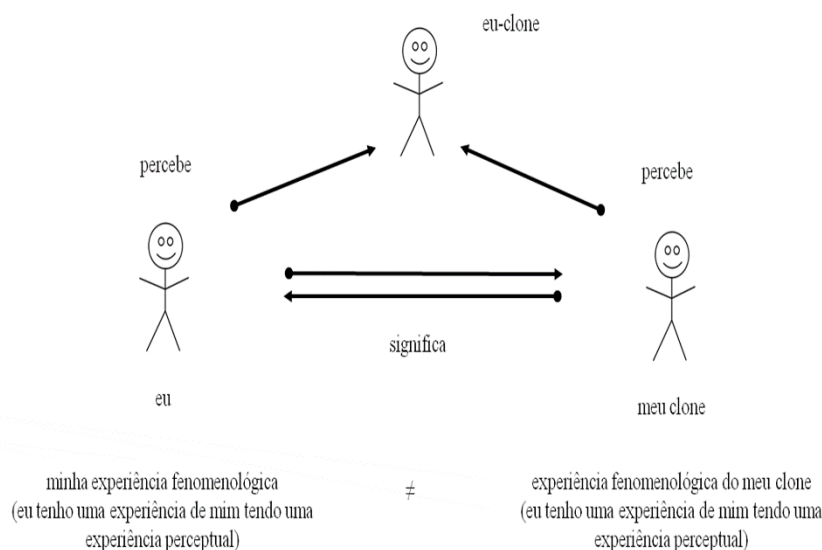 eu-clone
percebe
percebe
significa
eu
meu clone
minha experiência fenomenológica
(eu tenho uma experiência de mim tendo uma
experiência perceptual)
≠
experiência fenomenológica do meu clone
(eu tenho uma experiência de mim tendo uma
experiência perceptual)